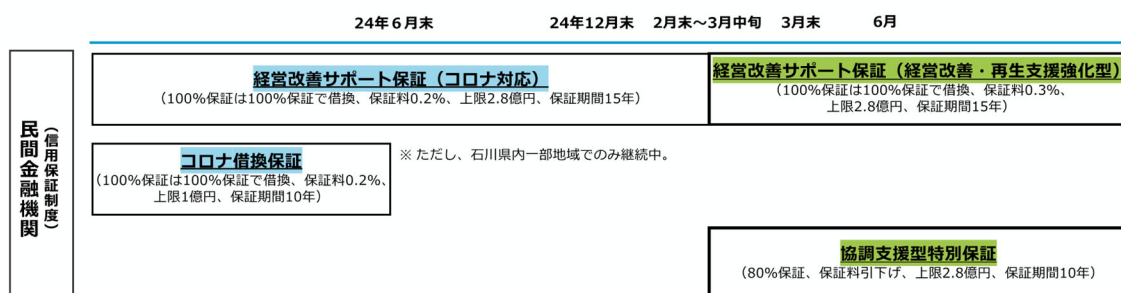 24年６月末 24年12月末 2月末～3月中旬 3月末 6月
民間金融機関
（信用保証制度）
経営改善サポート保証（コロナ対応）
（100%保証は100%保証で借換、保証料0.2%、上限2.8億円、保証期間15年）
経営改善サポート保証（経営改善・再生支援強化型）
（100%保証は100%保証で借換、保証料0.3%、
上限2.8億円、保証期間15年）
コロナ借換保証
（100%保証は100%保証で借換、保証料0.2%、
上限1億円、保証期間10年）
※ ただし、石川県内一部地域でのみ継続中。
協調支援型特別保証
（80%保証、保証料引下げ、上限2.8億円、保証期間10年）